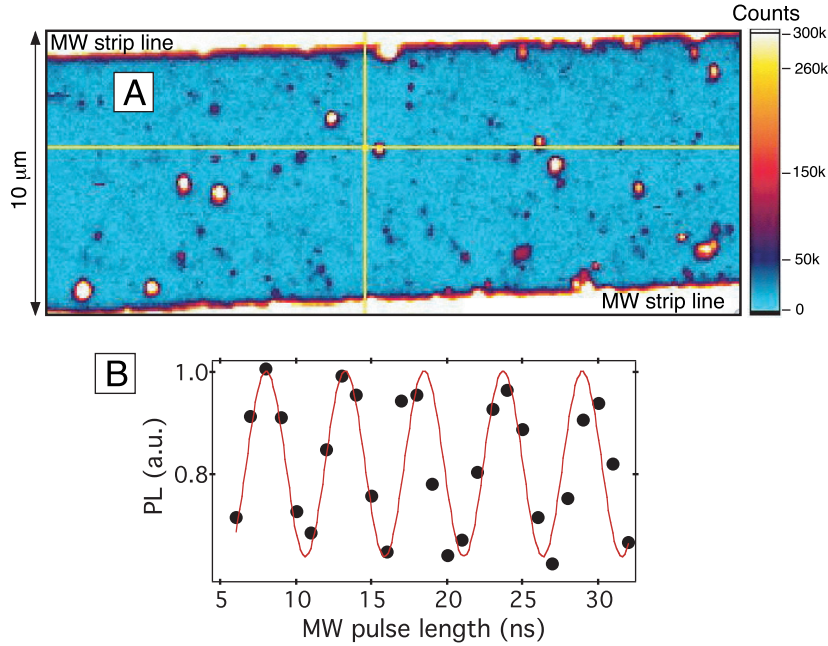 Counts
MW strip line
A
10 µm
MW strip line
300k
260k
150k
50k
0
B
PL (a.u.)
1.0
0.8
5 10 15 20 25 30
MW pulse length (ns)